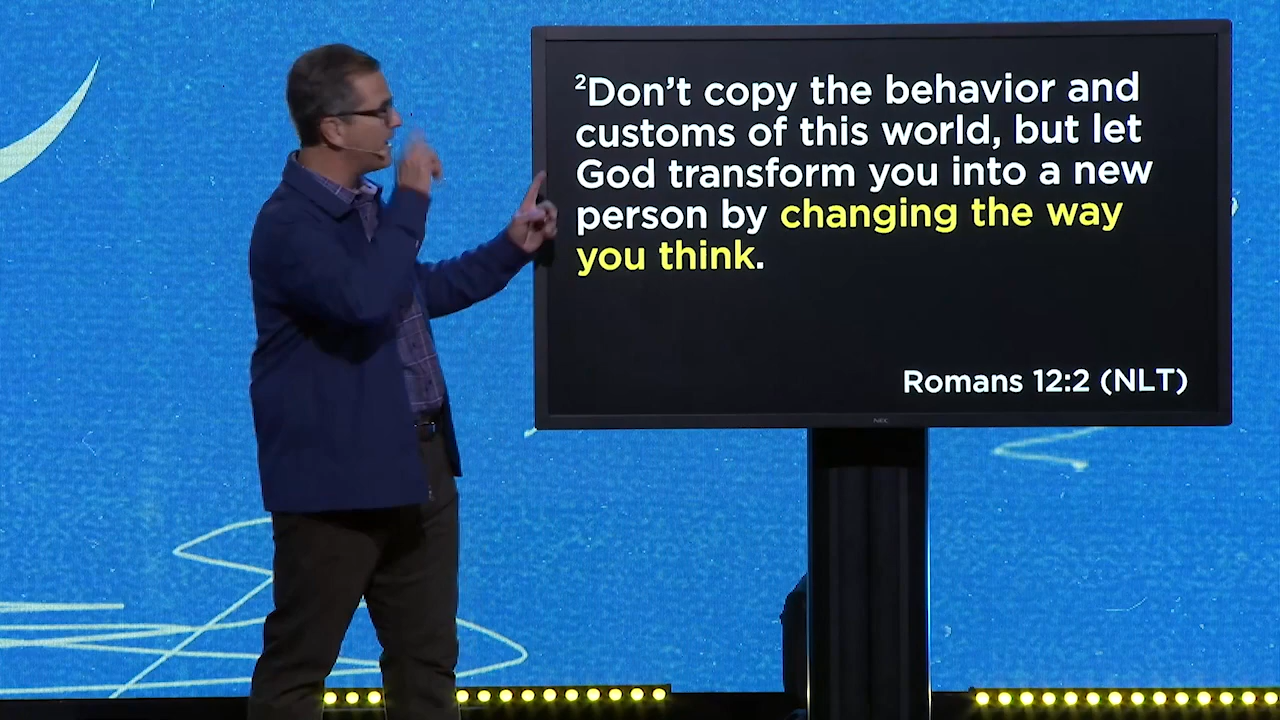 ²Don't copy the behavior and
customs of this world, but let
God transform you into a new
person by changing the way
you think.
Romans 12:2 (NLT)
NEC